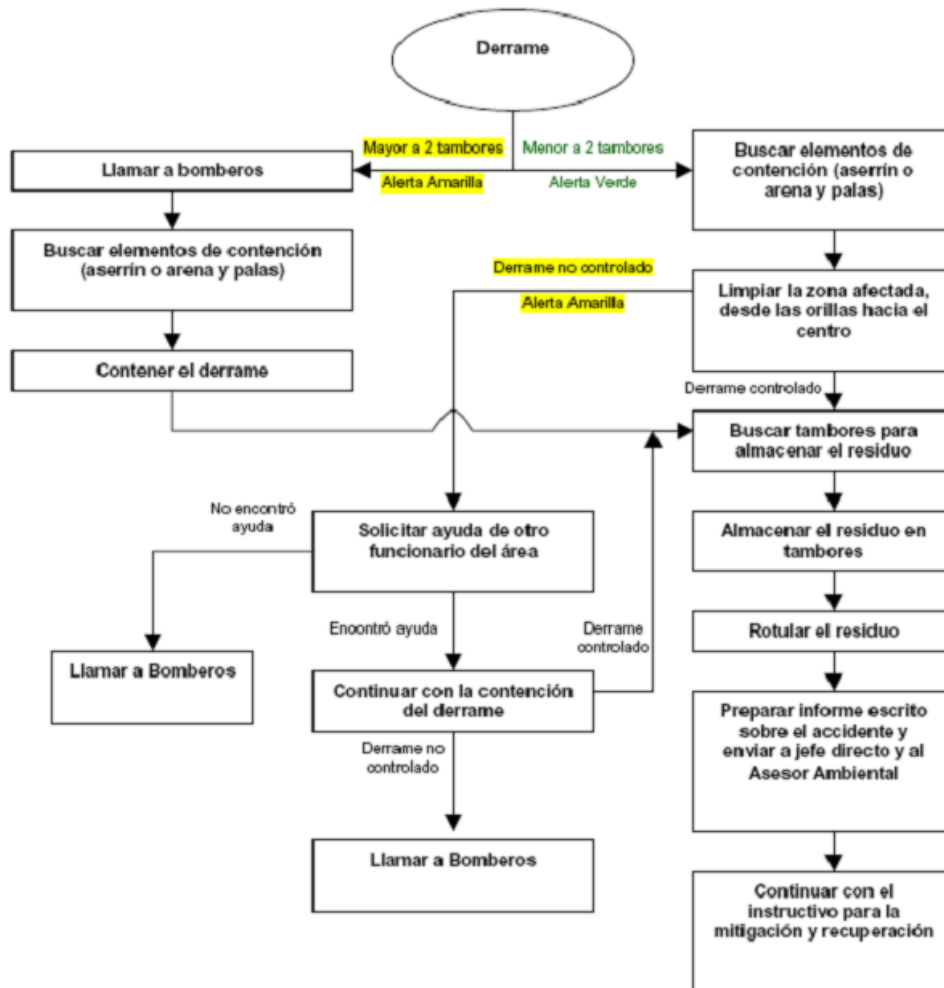 Derrame
Mayor a 2 tambores
Menor a 2 tambores
Alerta Amarilla
Alerta Verde
Llamar a bomberos
Buscar elementos de contención
(aserrín o arena y palas)
Contener el derrame
Buscar elementos de
contención (aserrín o
arena y palas)
Limpiar la zona afectada,
desde las orillas hacia el
centro
Derrame no controlado
Alerta Amarilla
Derrame controlado
Buscar tambores para
almacenar el residuo
Almacenar el residuo en
tambores
Rotular el residuo
Preparar informe escrito
sobre el accidente y
enviar a jefe directo y al
Asesor Ambiental
Continuar con el
instructivo para la
mitigación y recuperación
Solicitar ayuda de otro
funcionario del área
No encontró
ayuda
Llamar a Bomberos
Encontró ayuda
Continuar con la contención
del derrame
Derrame
controlado
Derrame no
controlado
Llamar a Bomberos